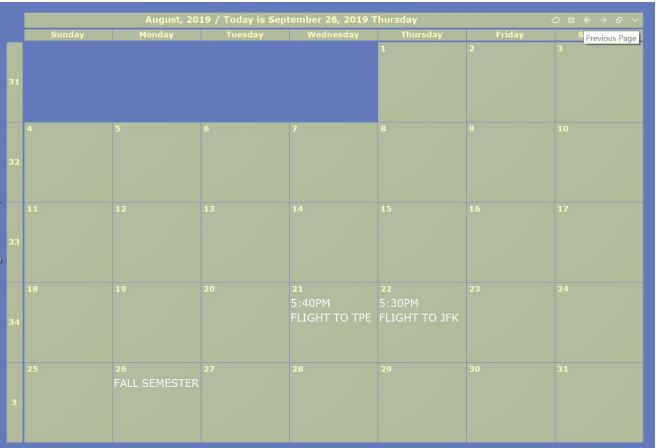 August, 2019 / Today is September 26, 2019 Thursday
Sunday Monday Tuesday Wednesday Thursday Friday S
Previous Page
31
1 2 3
32
4 5 6 7 8 9 10
33
11 12 13 14 15 16 17
34
18 19 20 21 22 23 24
5:40PM 5:30PM
FLIGHT TO TPE FLIGHT TO JFK
3
25 26 27 28 29 30 31
FALL SEMESTER